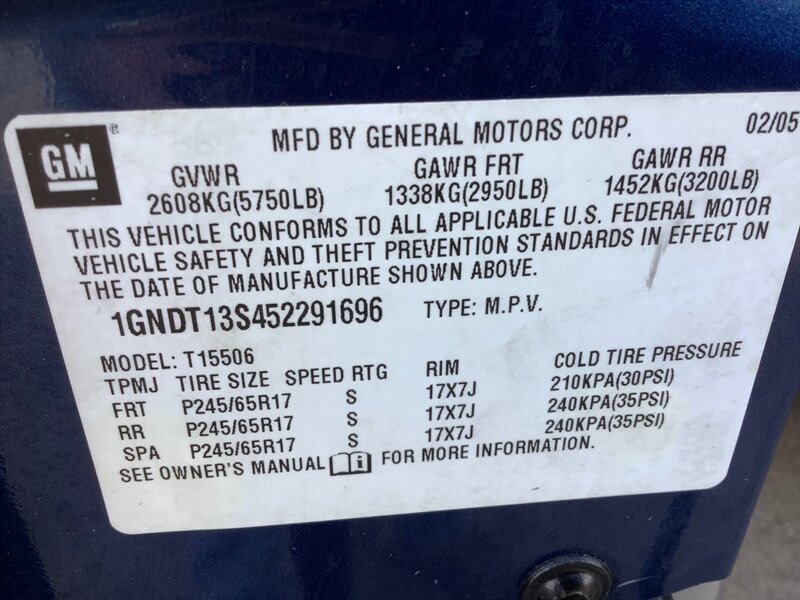 GM ®
MFD BY GENERAL MOTORS CORP. 02/05
GVWR GAWR FRT GAWR RR
2608KG(5750LB) 1338KG(2950LB) 1452KG(3200LB)
THIS VEHICLE CONFORMS TO ALL APPLICABLE U.S. FEDERAL MOTOR
VEHICLE SAFETY AND THEFT PREVENTION STANDARDS IN EFFECT ON
THE DATE OF MANUFACTURE SHOWN ABOVE.
1GNDT13S452291696 TYPE: M.P.V.
MODEL: T15506
TPMJ TIRE SIZE SPEED RTG RIM COLD TIRE PRESSURE
FRT P245/65R17 S 17X7J 210KPA(30PSI)
RR P245/65R17 S 17X7J 240KPA(35PSI)
SPA P245/65R17 S 17X7J 240KPA(35PSI)
SEE OWNER'S MANUAL i FOR MORE INFORMATION.